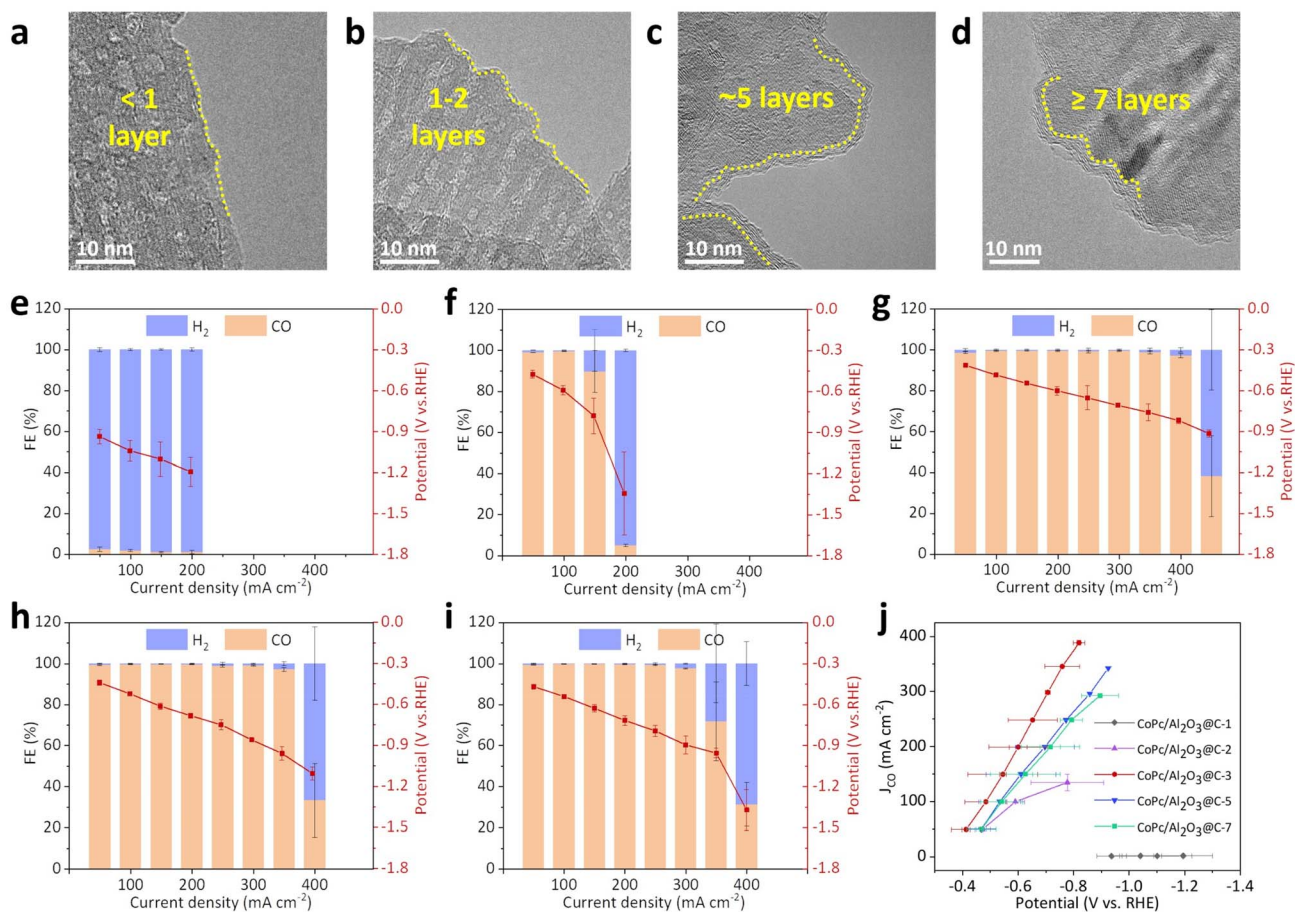 a
b
c
d
< 1
layer
1-2
layers
~5 layers
≥ 7 layers
10 nm
10 nm
10 nm
10 nm
e
f
g
H2 CO
FE (%)
120
100
80
60
40
20
0
0.0
-0.3
-0.6
-0.9
-1.2
-1.5
-1.8
Potential (V vs.RHE)
100 200 300 400
Current density (mA cm-2)
H2 CO
FE (%)
120
100
80
60
40
20
0
0.0
-0.3
-0.6
-0.9
-1.2
-1.5
-1.8
Potential (V vs.RHE)
100 200 300 400
Current density (mA cm-2)
H2 CO
FE (%)
120
100
80
60
40
20
0
0.0
-0.3
-0.6
-0.9
-1.2
-1.5
-1.8
Potential (V vs.RHE)
100 200 300 400
Current density (mA cm-2)
h
i
j
H2 CO
FE (%)
120
100
80
60
40
20
0
0.0
-0.3
-0.6
-0.9
-1.2
-1.5
-1.8
Potential (V vs.RHE)
100 200 300 400
Current density (mA cm-2)
H2 CO
FE (%)
120
100
80
60
40
20
0
0.0
-0.3
-0.6
-0.9
-1.2
-1.5
-1.8
Potential (V vs.RHE)
100 200 300 400
Current density (mA cm-2)
JCO (mA cm-2)
400
300
200
100
0
CoPc/Al2O3@C-1
CoPc/Al2O3@C-2
CoPc/Al2O3@C-3
CoPc/Al2O3@C-5
CoPc/Al2O3@C-7
-0.4 -0.6 -0.8 -1.0 -1.2 -1.4
Potential (V vs. RHE)